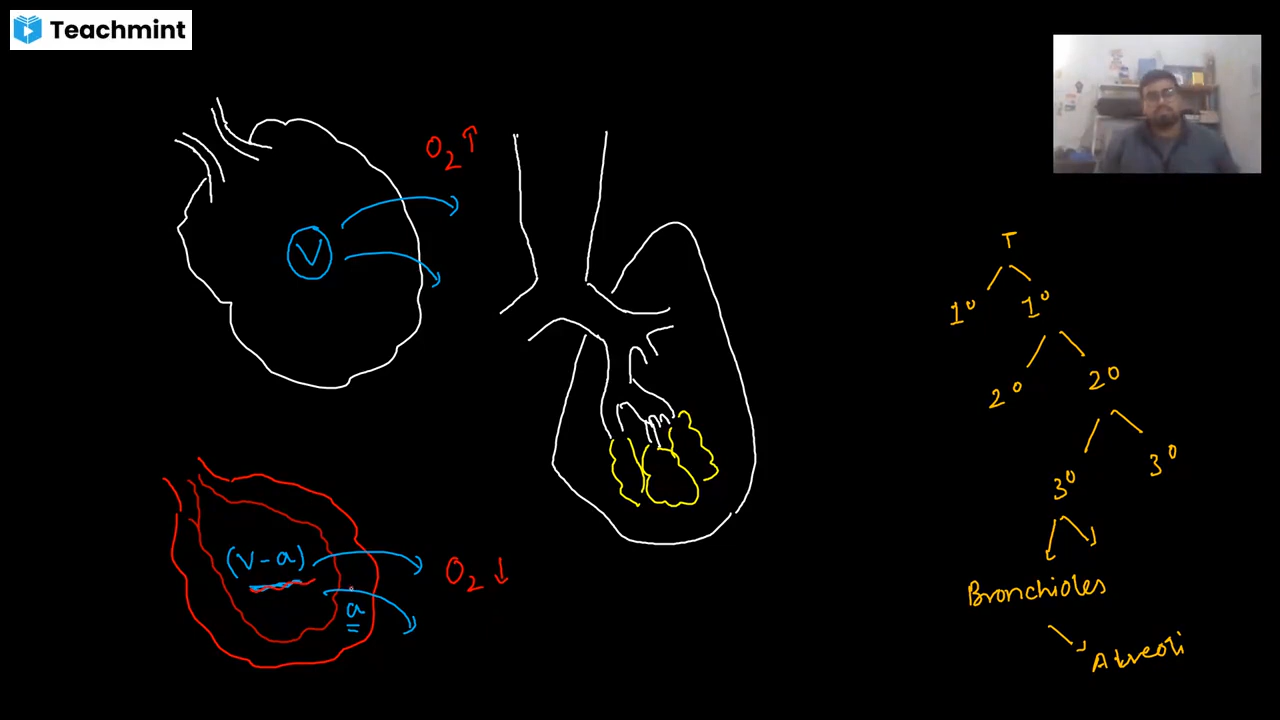 Teachmint
O2↑
V
T
1° 1°
2° 2°
3° 3°
Bronchioles
Alveoli
(V-a)
a
O2↓